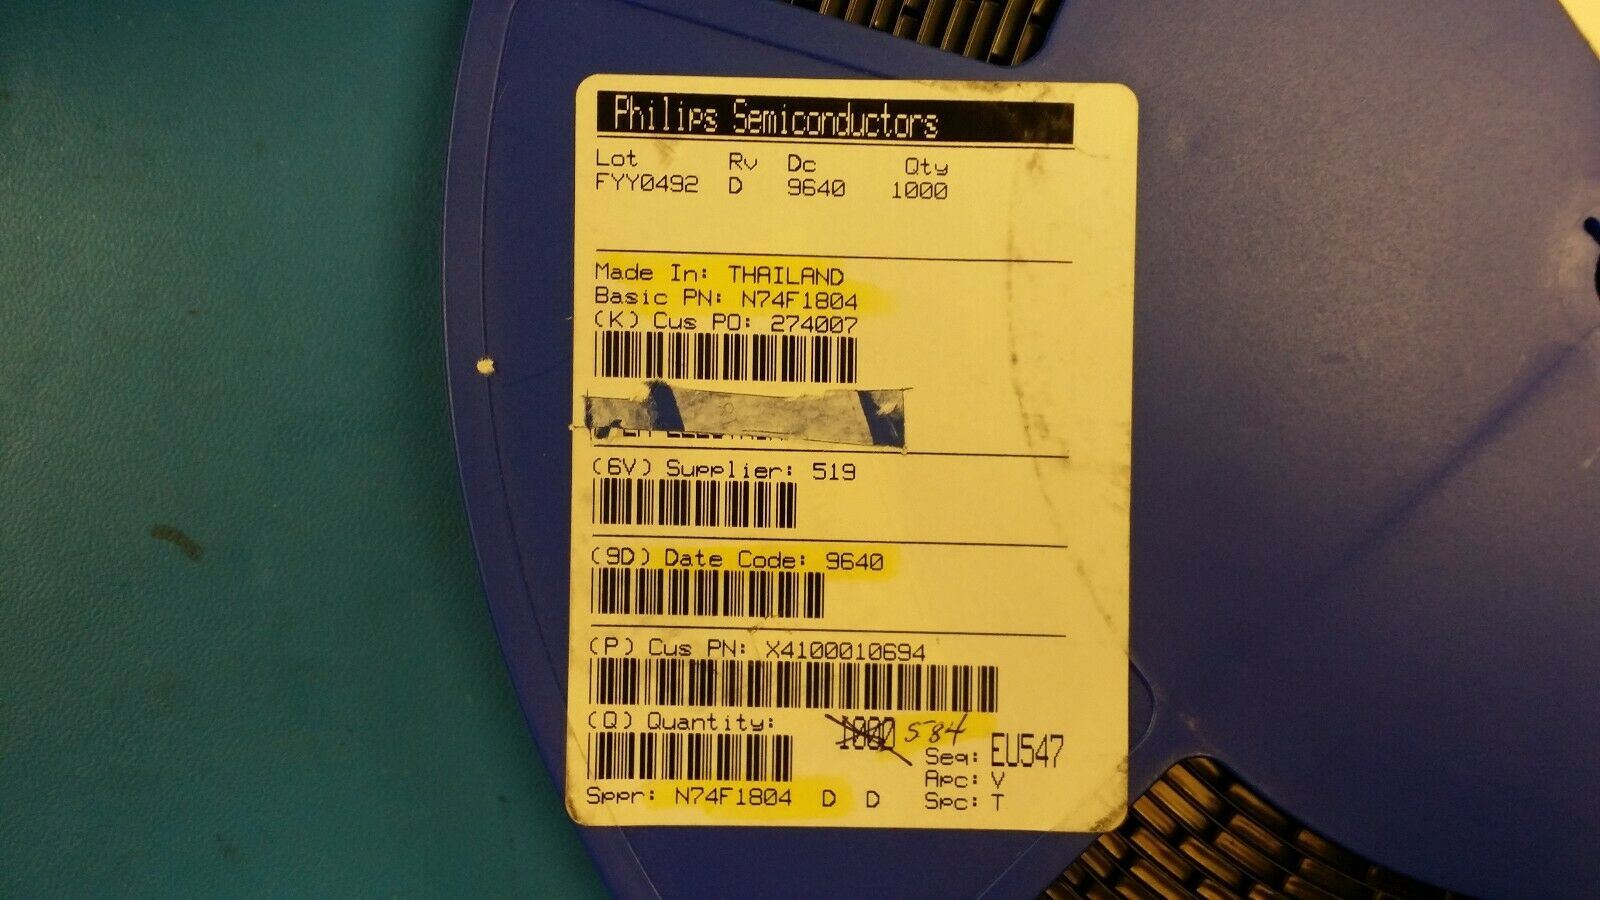 Philips Semiconductors
Lot Rv Dc Qty
FYY0492 D 9640 1000
Made In: THAILAND
Basic PN: N74F1804
(K) Cus PO: 274007
(6V) Supplier: 519
(9D) Date Code: 9640
(P) Cus PN: X4100010694
(Q) Quantity: 1000 584
Seq: EU547
Apc: V
Sppr: N74F1804 D D Spc: T